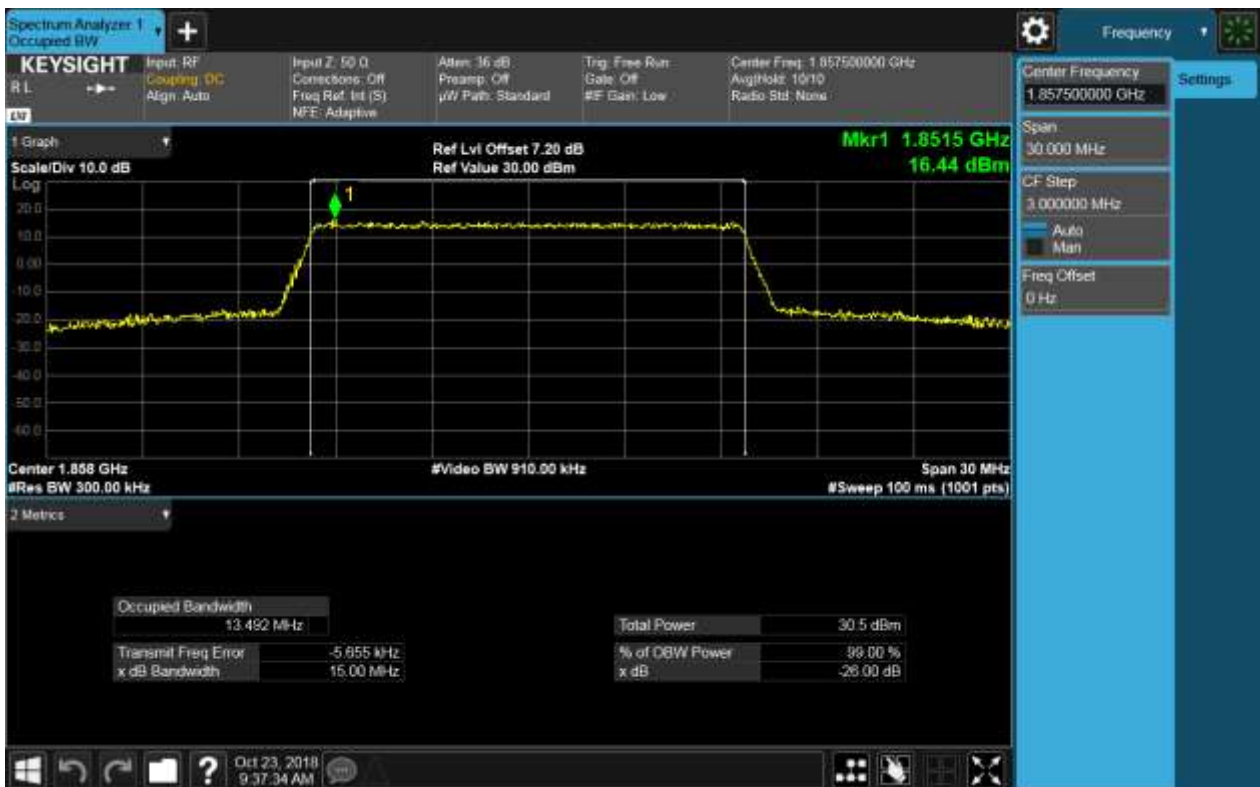 Spectrum Analyzer 1
Occupied BW
+
Frequency
KEYSIGHT
R L
LXI
Input: RF
Coupling: DC
Align: Auto
Input Z: 50 Ω
Corrections: Off
Freq Ref: Int (S)
NFE: Adaptive
Atten: 36 dB
Preamp: Off
µW Path: Standard
Trig: Free Run
Gate: Off
#IF Gain: Low
Center Freq: 1.857500000 GHz
Avg|Hold: 10/10
Radio Std: None
Center Frequency
1.857500000 GHz
Settings
Span
30.000 MHz
CF Step
3.000000 MHz
Auto
Man
Freq Offset
0 Hz
1 Graph
Scale/Div 10.0 dB
Ref Lvl Offset 7.20 dB
Ref Value 30.00 dBm
Mkr1 1.8515 GHz
16.44 dBm
Log
20.0
10.0
0.00
-10.0
-20.0
-30.0
-40.0
-50.0
-60.0
1
Center 1.858 GHz
#Video BW 910.00 kHz
Span 30 MHz
#Res BW 300.00 kHz
#Sweep 100 ms (1001 pts)
2 Metrics
Occupied Bandwidth
13.492 MHz
Total Power 30.5 dBm
Transmit Freq Error -5.655 kHz
% of OBW Power 99.00 %
x dB Bandwidth 15.00 MHz
x dB -26.00 dB
?
Oct 23, 2018
9:37:34 AM